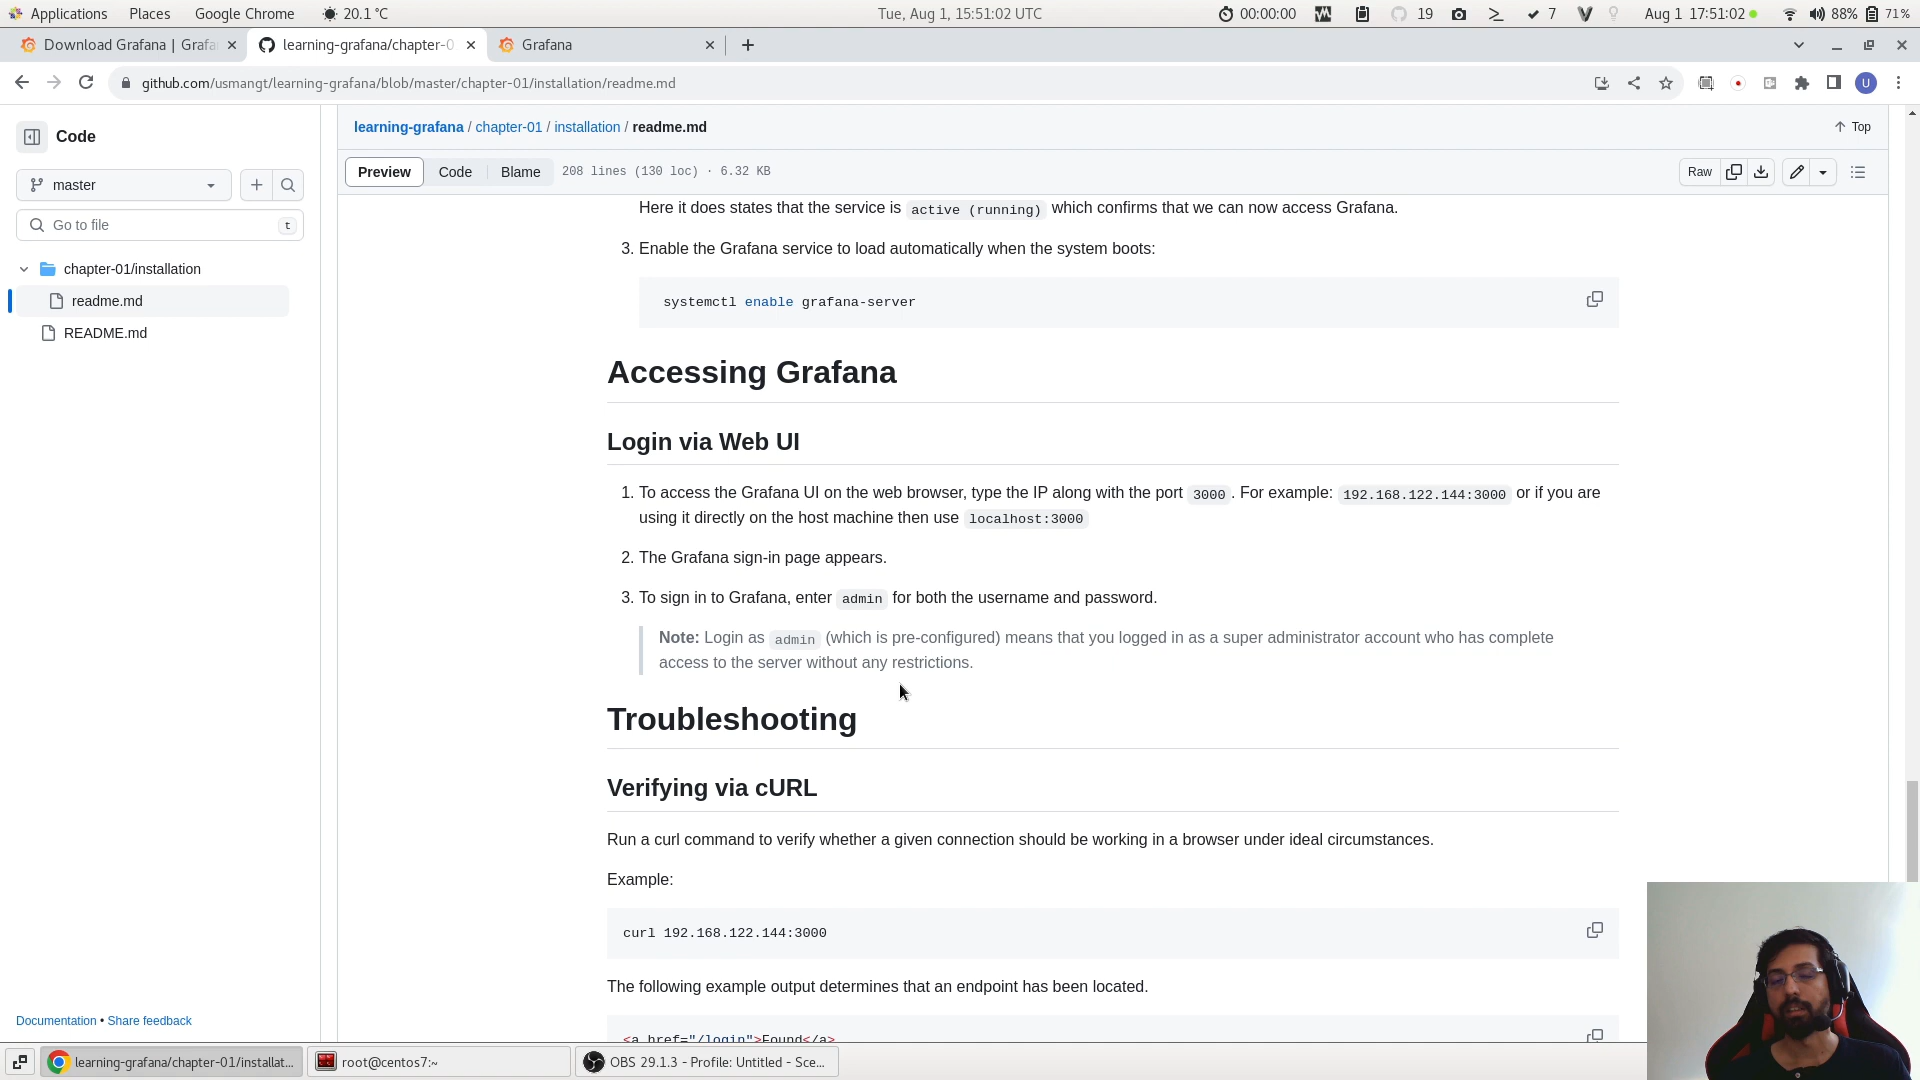 Applications Places Google Chrome 20.1 °C Tue, Aug 1, 15:51:02 UTC 00:00:00 19 7 Aug 1 17:51:02 88% 71%
Download Grafana | Grafa learning-grafana/chapter-0 Grafana
github.com/usmangt/learning-grafana/blob/master/chapter-01/installation/readme.md U
Code
master
Go to file t
chapter-01/installation
readme.md
README.md
Documentation • Share feedback
learning-grafana / chapter-01 / installation / readme.md Top
Preview Code Blame 208 lines (130 loc) · 6.32 KB Raw
Here it does states that the service is active (running) which confirms that we can now access Grafana.
3. Enable the Grafana service to load automatically when the system boots:
systemctl enable grafana-server
Accessing Grafana
Login via Web UI
1. To access the Grafana UI on the web browser, type the IP along with the port 3000. For example: 192.168.122.144:3000 or if you are
using it directly on the host machine then use localhost:3000
2. The Grafana sign-in page appears.
3. To sign in to Grafana, enter admin for both the username and password.
Note: Login as admin (which is pre-configured) means that you logged in as a super administrator account who has complete
access to the server without any restrictions.
Troubleshooting
Verifying via cURL
Run a curl command to verify whether a given connection should be working in a browser under ideal circumstances.
Example:
curl 192.168.122.144:3000
The following example output determines that an endpoint has been located.
<a href="/login">Found</a>
learning-grafana/chapter-01/installat... root@centos7:~ OBS 29.1.3 - Profile: Untitled - Sce...